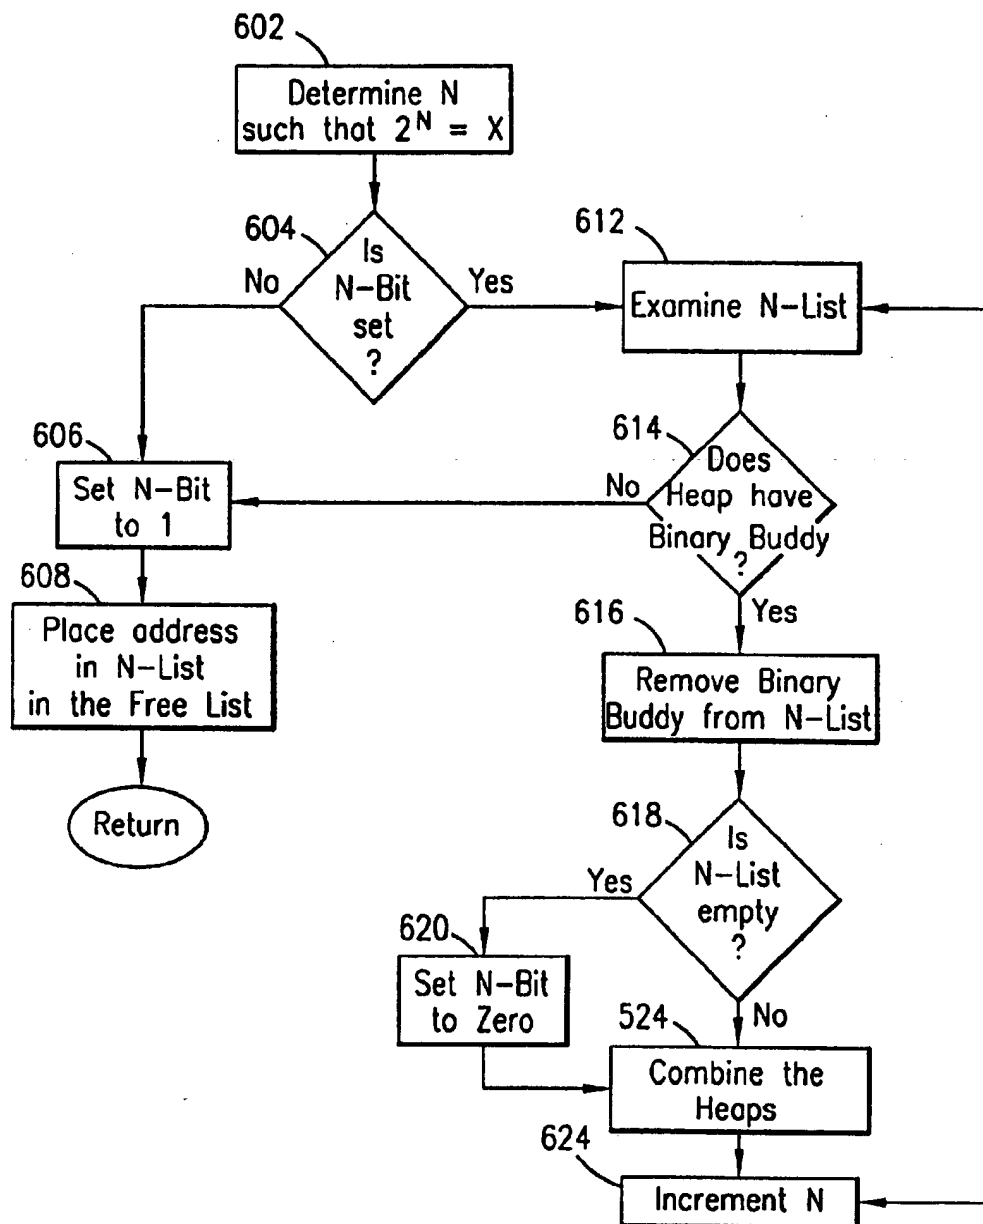 602
Determine N
such that 2^N = X
604
Is
N-Bit
set
?
No
Yes
612
Examine N-List
614
Does
Heap have
Binary Buddy
?
No
Yes
606
Set N-Bit
to 1
608
Place address
in N-List
in the Free List
Return
616
Remove Binary
Buddy from N-List
618
Is
N-List
empty
?
Yes
No
620
Set N-Bit
to Zero
524
Combine the
Heaps
624
Increment N